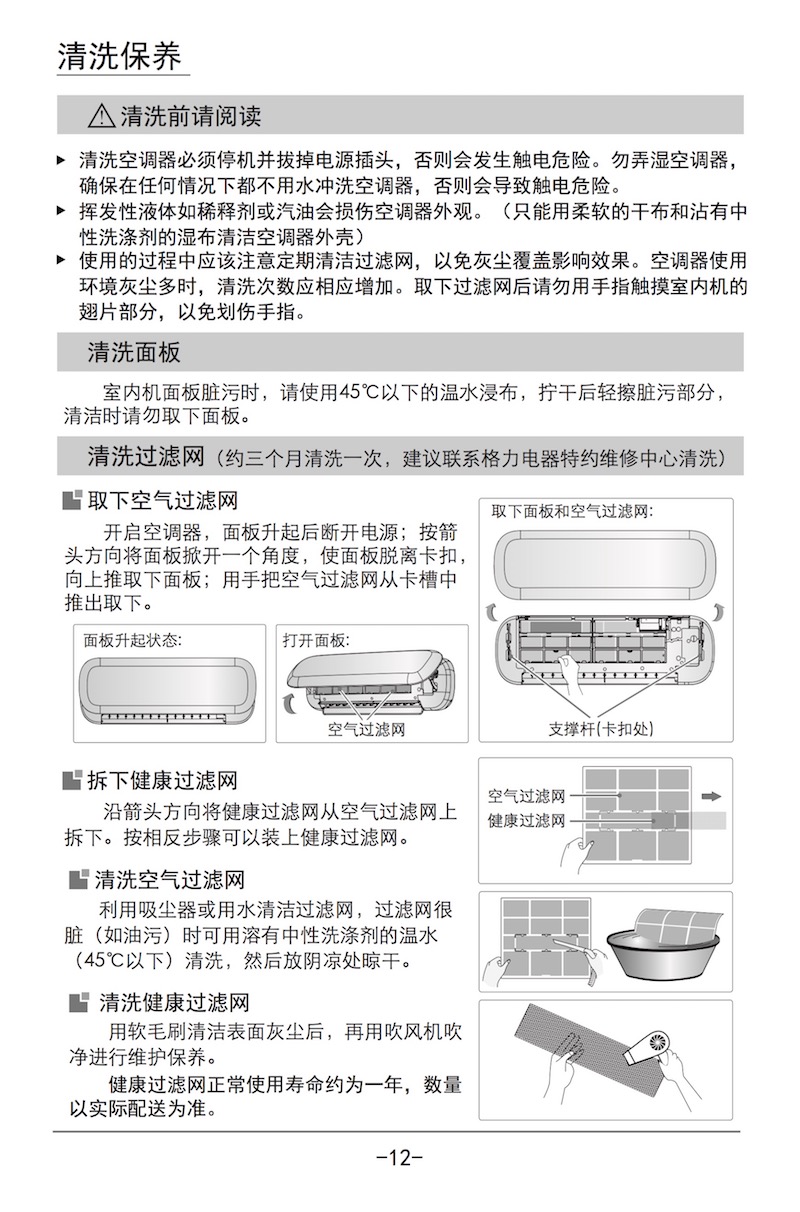 清洗保养
清洗前请阅读
▶ 清洗空调器必须停机并拔掉电源插头，否则会发生触电危险。勿弄湿空调器，
确保在任何情况下都不用水冲洗空调器，否则会导致触电危险。
▶ 挥发性液体如稀释剂或汽油会损伤空调器外观。（只能用柔软的干布和沾有中
性洗涤剂的湿布清洁空调器外壳）
▶ 使用的过程中应该注意定期清洁过滤网，以免灰尘覆盖影响效果。空调器使用
环境灰尘多时，清洗次数应相应增加。取下过滤网后请勿用手指触摸室内机的
翅片部分，以免划伤手指。
清洗面板
室内机面板脏污时，请使用45℃以下的温水浸布，拧干后轻擦脏污部分，
清洁时请勿取下面板。
清洗过滤网（约三个月清洗一次，建议联系格力电器特约维修中心清洗）
取下空气过滤网
开启空调器，面板升起后断开电源；按箭
头方向将面板掀开一个角度，使面板脱离卡扣，
向上推取下面板；用手把空气过滤网从卡槽中
推出取下。
面板升起状态:
打开面板:
空气过滤网
取下面板和空气过滤网:
支撑杆(卡扣处)
拆下健康过滤网
沿箭头方向将健康过滤网从空气过滤网上
拆下。按相反步骤可以装上健康过滤网。
空气过滤网
健康过滤网
清洗空气过滤网
利用吸尘器或用水清洁过滤网，过滤网很
脏（如油污）时可用溶有中性洗涤剂的温水
（45℃以下）清洗，然后放阴凉处晾干。
清洗健康过滤网
用软毛刷清洁表面灰尘后，再用吹风机吹
净进行维护保养。
健康过滤网正常使用寿命约为一年，数量
以实际配送为准。
-12-